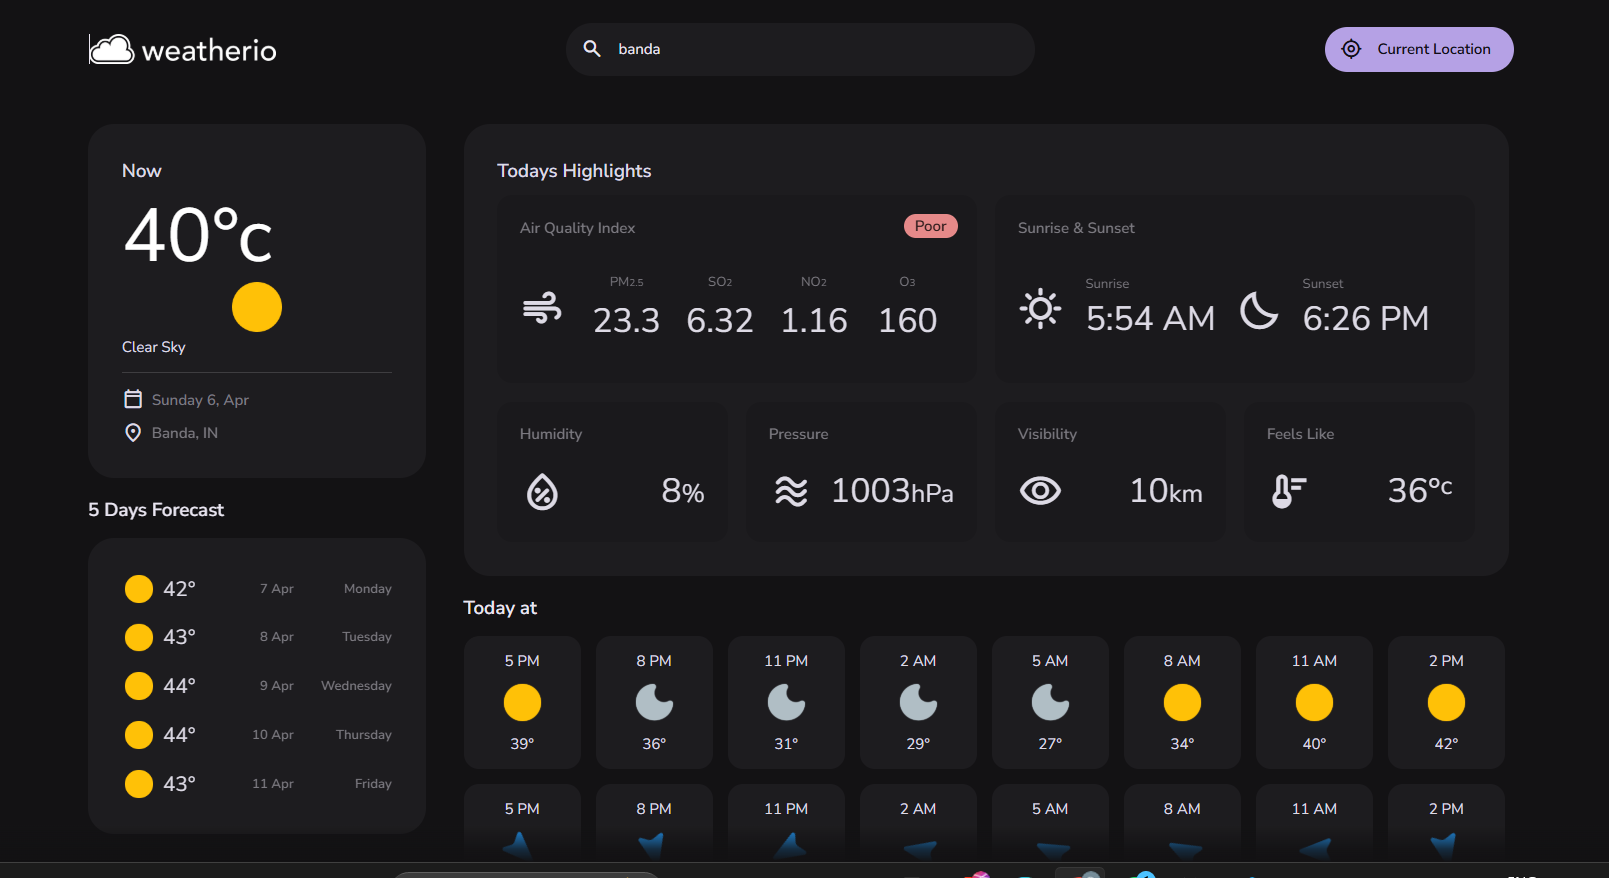 weatherio
banda
Current Location
Now
40°c
Clear Sky
Sunday 6, Apr
Banda, IN
5 Days Forecast
42° 7 Apr Monday
43° 8 Apr Tuesday
44° 9 Apr Wednesday
44° 10 Apr Thursday
43° 11 Apr Friday
Todays Highlights
Air Quality Index Poor
PM2.5 SO2 NO2 O3
23.3 6.32 1.16 160
Sunrise & Sunset
Sunrise Sunset
5:54 AM 6:26 PM
Humidity
8%
Pressure
1003hPa
Visibility
10km
Feels Like
36°c
Today at
5 PM 8 PM 11 PM 2 AM 5 AM 8 AM 11 AM 2 PM
39° 36° 31° 29° 27° 34° 40° 42°
5 PM 8 PM 11 PM 2 AM 5 AM 8 AM 11 AM 2 PM